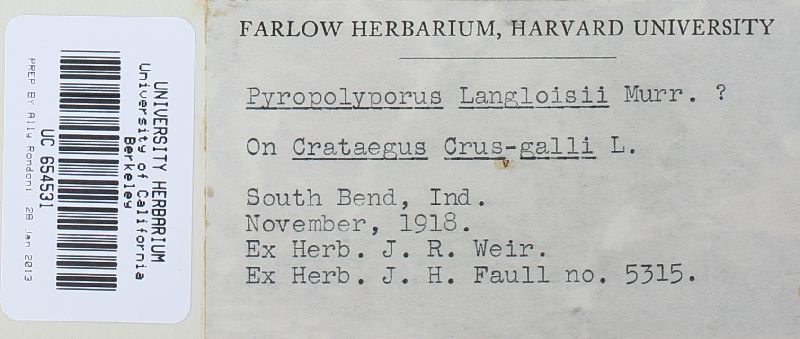 FARLOW HERBARIUM, HARVARD UNIVERSITY
Pyropolyporus Langloisii Murr. ?
On Crataegus Crus-galli L.
South Bend, Ind.
November, 1918.
Ex Herb. J. R. Weir.
Ex Herb. J. H. Faull no. 5315.
UNIVERSITY HERBARIUM
University of California
Berkeley
UC 654531
PREP BY Ally Rondoni 28 Jan 2013